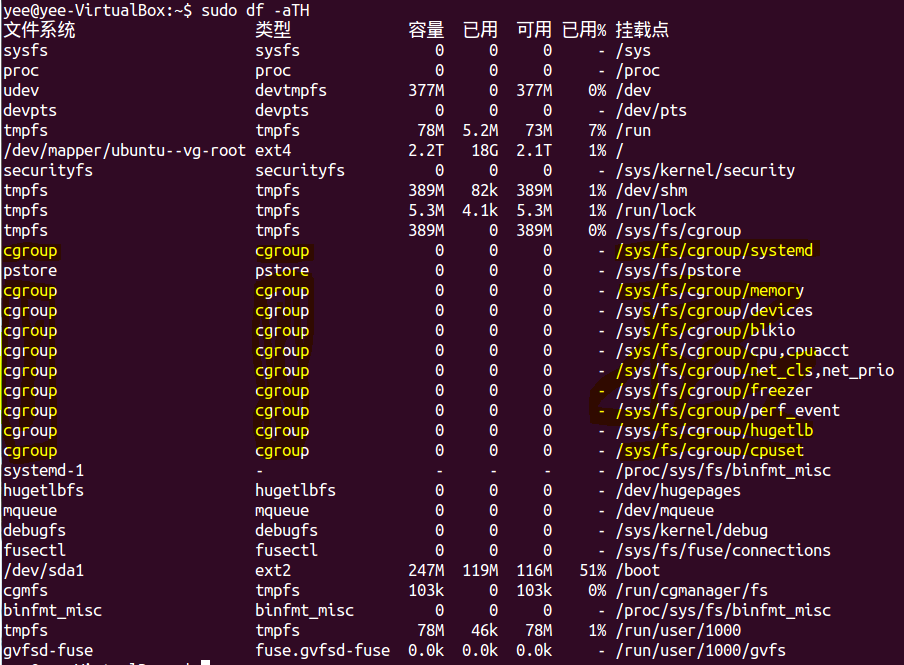 yee@yee-VirtualBox:~$ sudo df -aTH
文件系统 类型 容量 已用 可用 已用% 挂载点
sysfs sysfs 0 0 0 - /sys
proc proc 0 0 0 - /proc
udev devtmpfs 377M 0 377M 0% /dev
devpts devpts 0 0 0 - /dev/pts
tmpfs tmpfs 78M 5.2M 73M 7% /run
/dev/mapper/ubuntu--vg-root ext4 2.2T 18G 2.1T 1% /
securityfs securityfs 0 0 0 - /sys/kernel/security
tmpfs tmpfs 389M 82k 389M 1% /dev/shm
tmpfs tmpfs 5.3M 4.1k 5.3M 1% /run/lock
tmpfs tmpfs 389M 0 389M 0% /sys/fs/cgroup
cgroup cgroup 0 0 0 - /sys/fs/cgroup/systemd
pstore pstore 0 0 0 - /sys/fs/pstore
cgroup cgroup 0 0 0 - /sys/fs/cgroup/memory
cgroup cgroup 0 0 0 - /sys/fs/cgroup/devices
cgroup cgroup 0 0 0 - /sys/fs/cgroup/blkio
cgroup cgroup 0 0 0 - /sys/fs/cgroup/cpu,cpuacct
cgroup cgroup 0 0 0 - /sys/fs/cgroup/net_cls,net_prio
cgroup cgroup 0 0 0 - /sys/fs/cgroup/freezer
cgroup cgroup 0 0 0 - /sys/fs/cgroup/perf_event
cgroup cgroup 0 0 0 - /sys/fs/cgroup/hugetlb
cgroup cgroup 0 0 0 - /sys/fs/cgroup/cpuset
systemd-1 - - - - - /proc/sys/fs/binfmt_misc
hugetlbfs hugetlbfs 0 0 0 - /dev/hugepages
mqueue mqueue 0 0 0 - /dev/mqueue
debugfs debugfs 0 0 0 - /sys/kernel/debug
fusectl fusectl 0 0 0 - /sys/fs/fuse/connections
/dev/sda1 ext2 247M 119M 116M 51% /boot
cgmfs tmpfs 103k 0 103k 0% /run/cgmanager/fs
binfmt_misc binfmt_misc 0 0 0 - /proc/sys/fs/binfmt_misc
tmpfs tmpfs 78M 46k 78M 1% /run/user/1000
gvfsd-fuse fuse.gvfsd-fuse 0.0k 0.0k 0.0k - /run/user/1000/gvfs